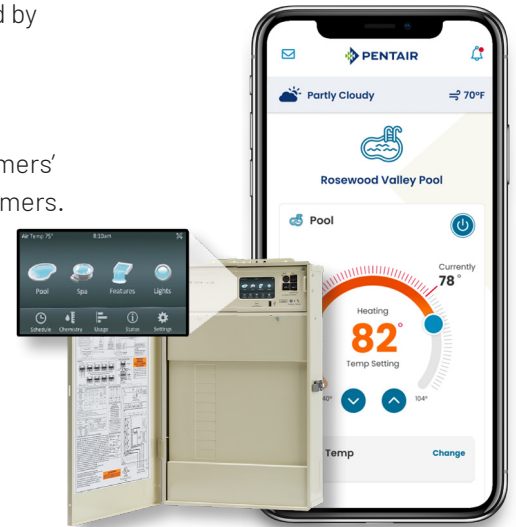 d by
mers'
mers.
PENTAIR
Partly Cloudy
70°F
Rosewood Valley Pool
Pool
Currently
78°
Heating
82°
Temp Setting
40°
104°
Temp
Change
Air Temp 75°
8:10am
Pool
Spa
Features
Lights
Schedule
Chemistry
Usage
Status
Settings